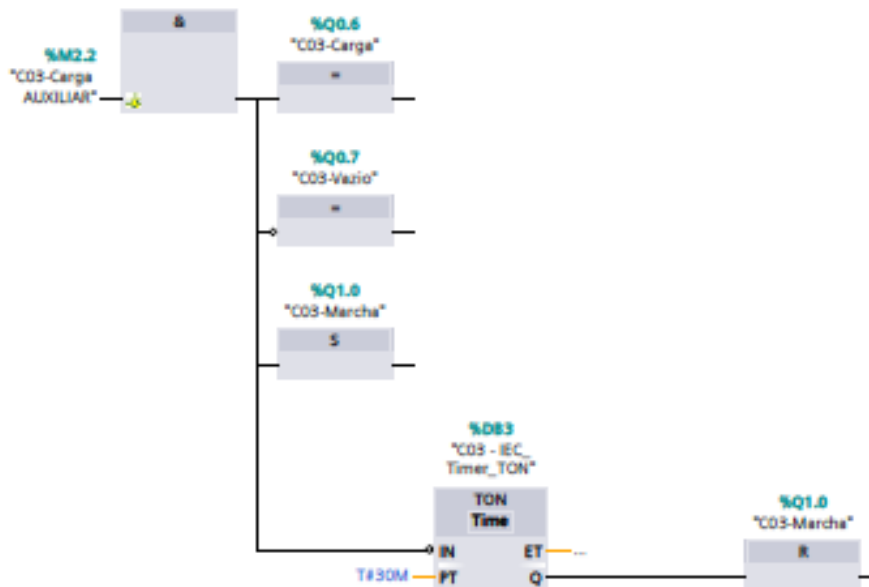 &
%M2.2
"C03-Carga
AUXILIAR"
%Q0.6
"C03-Carga"
=
%Q0.7
"C03-Vazio"
=
%Q1.0
"C03-Marcha"
S
%DB3
"C03 - IEC_
Timer_TON"
TON
Time
IN
ET
...
T#30M
PT
Q
%Q1.0
"C03-Marcha"
R